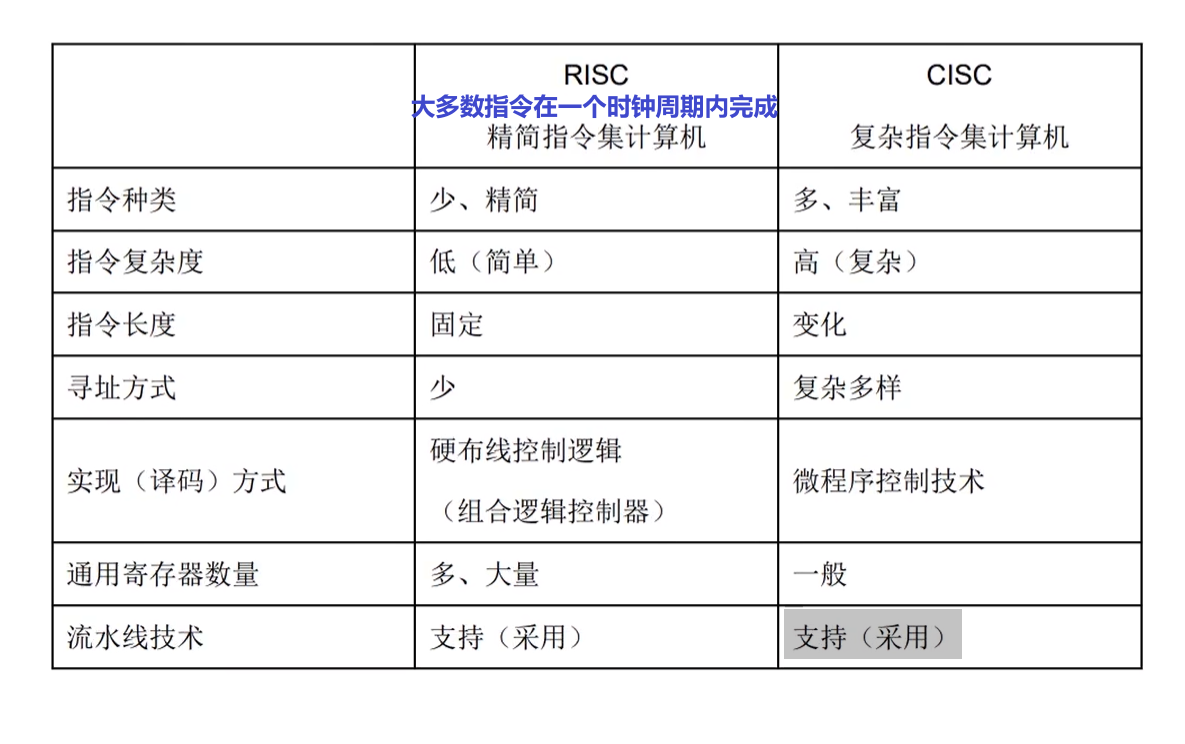 RISC
CISC
大多数指令在一个时钟周期内完成
精简指令集计算机
复杂指令集计算机
指令种类
少、精简
多、丰富
指令复杂度
低（简单）
高（复杂）
指令长度
固定
变化
寻址方式
少
复杂多样
实现（译码）方式
硬布线控制逻辑
（组合逻辑控制器）
微程序控制技术
通用寄存器数量
多、大量
一般
流水线技术
支持（采用）
支持（采用）